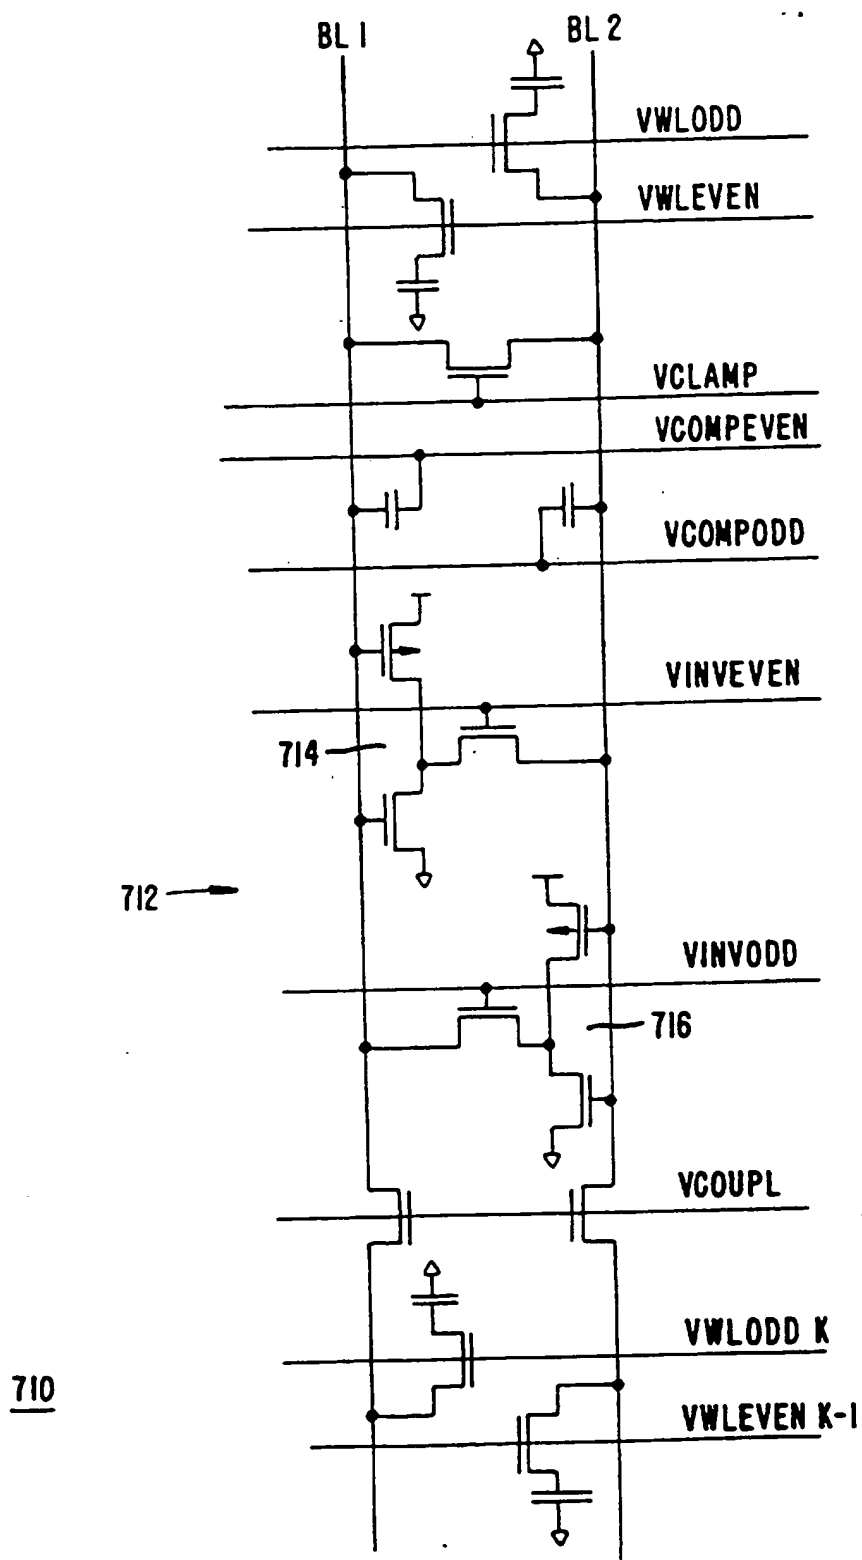 BL 1
BL 2
VWLODD
VWLEVEN
VCLAMP
VCOMPEVEN
VCOMPODD
VINVEVEN
714
712
VINVODD
716
VCOUPL
VWLODD K
710
VWLEVEN K-1